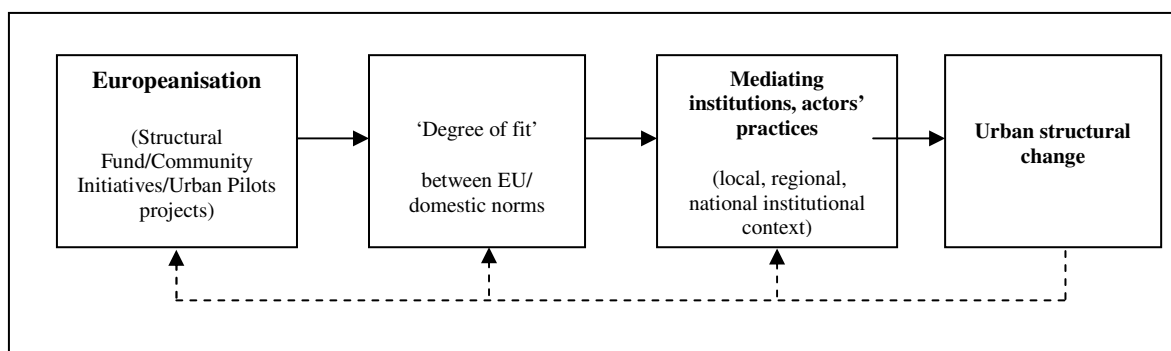 Europeanisation
(Structural
Fund/Community
Initiatives/Urban Pilots
projects)
‘Degree of fit’
between EU/
domestic norms
Mediating
institutions, actors’
practices
(local, regional,
national institutional
context)
Urban structural
change